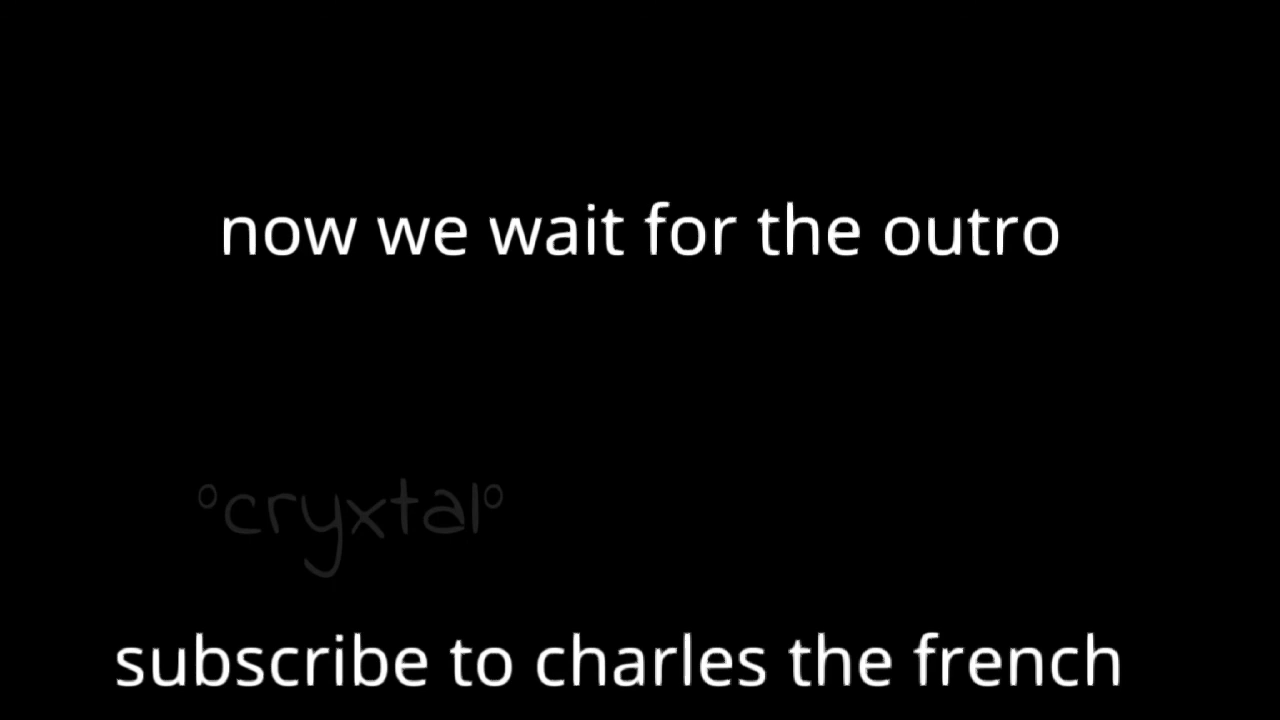 now we wait for the outro
°cryxtal°
subscribe to charles the french